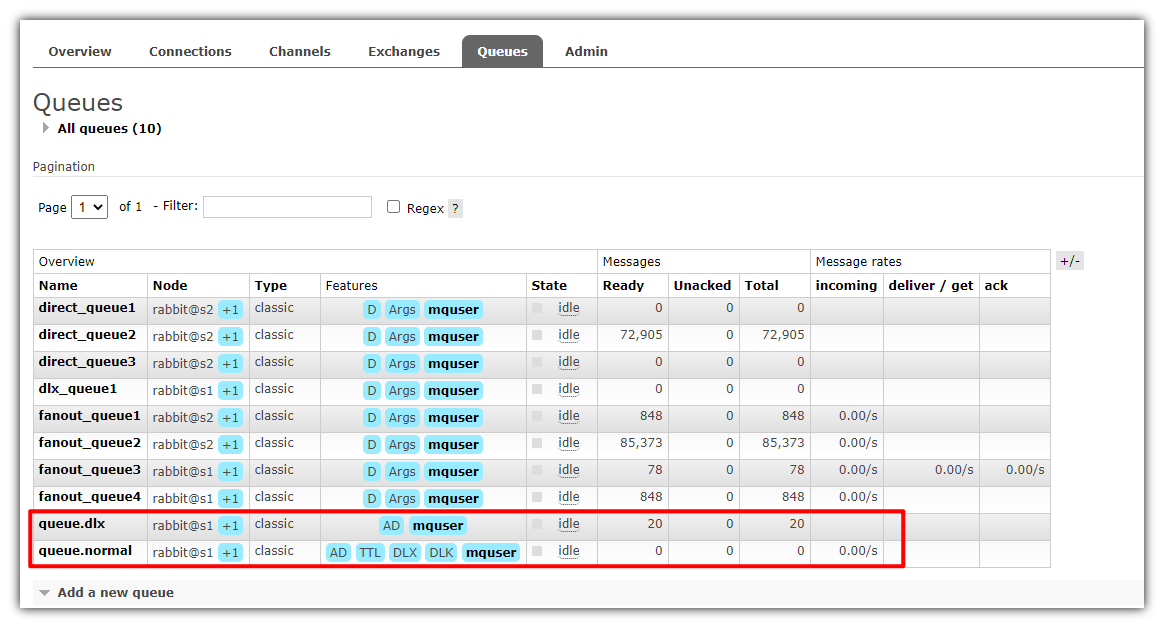 Overview Connections Channels Exchanges Queues Admin
Queues
All queues (10)
Pagination
Page 1 of 1 - Filter: Regex ?
Overview Messages Message rates +/-
Name Node Type Features State Ready Unacked Total incoming deliver / get ack
direct_queue1 rabbit@s2 +1 classic D Args mquser idle 0 0 0
direct_queue2 rabbit@s2 +1 classic D Args mquser idle 72,905 0 72,905
direct_queue3 rabbit@s2 +1 classic D Args mquser idle 0 0 0
dlx_queue1 rabbit@s1 +1 classic D Args mquser idle 0 0 0
fanout_queue1 rabbit@s2 +1 classic D Args mquser idle 848 0 848 0.00/s
fanout_queue2 rabbit@s2 +1 classic D Args mquser idle 85,373 0 85,373 0.00/s
fanout_queue3 rabbit@s1 +1 classic D Args mquser idle 78 0 78 0.00/s 0.00/s 0.00/s
fanout_queue4 rabbit@s1 +1 classic D Args mquser idle 848 0 848 0.00/s
queue.dlx rabbit@s1 +1 classic AD mquser idle 20 0 20
queue.normal rabbit@s1 +1 classic AD TTL DLX DLK mquser idle 0 0 0 0.00/s
Add a new queue